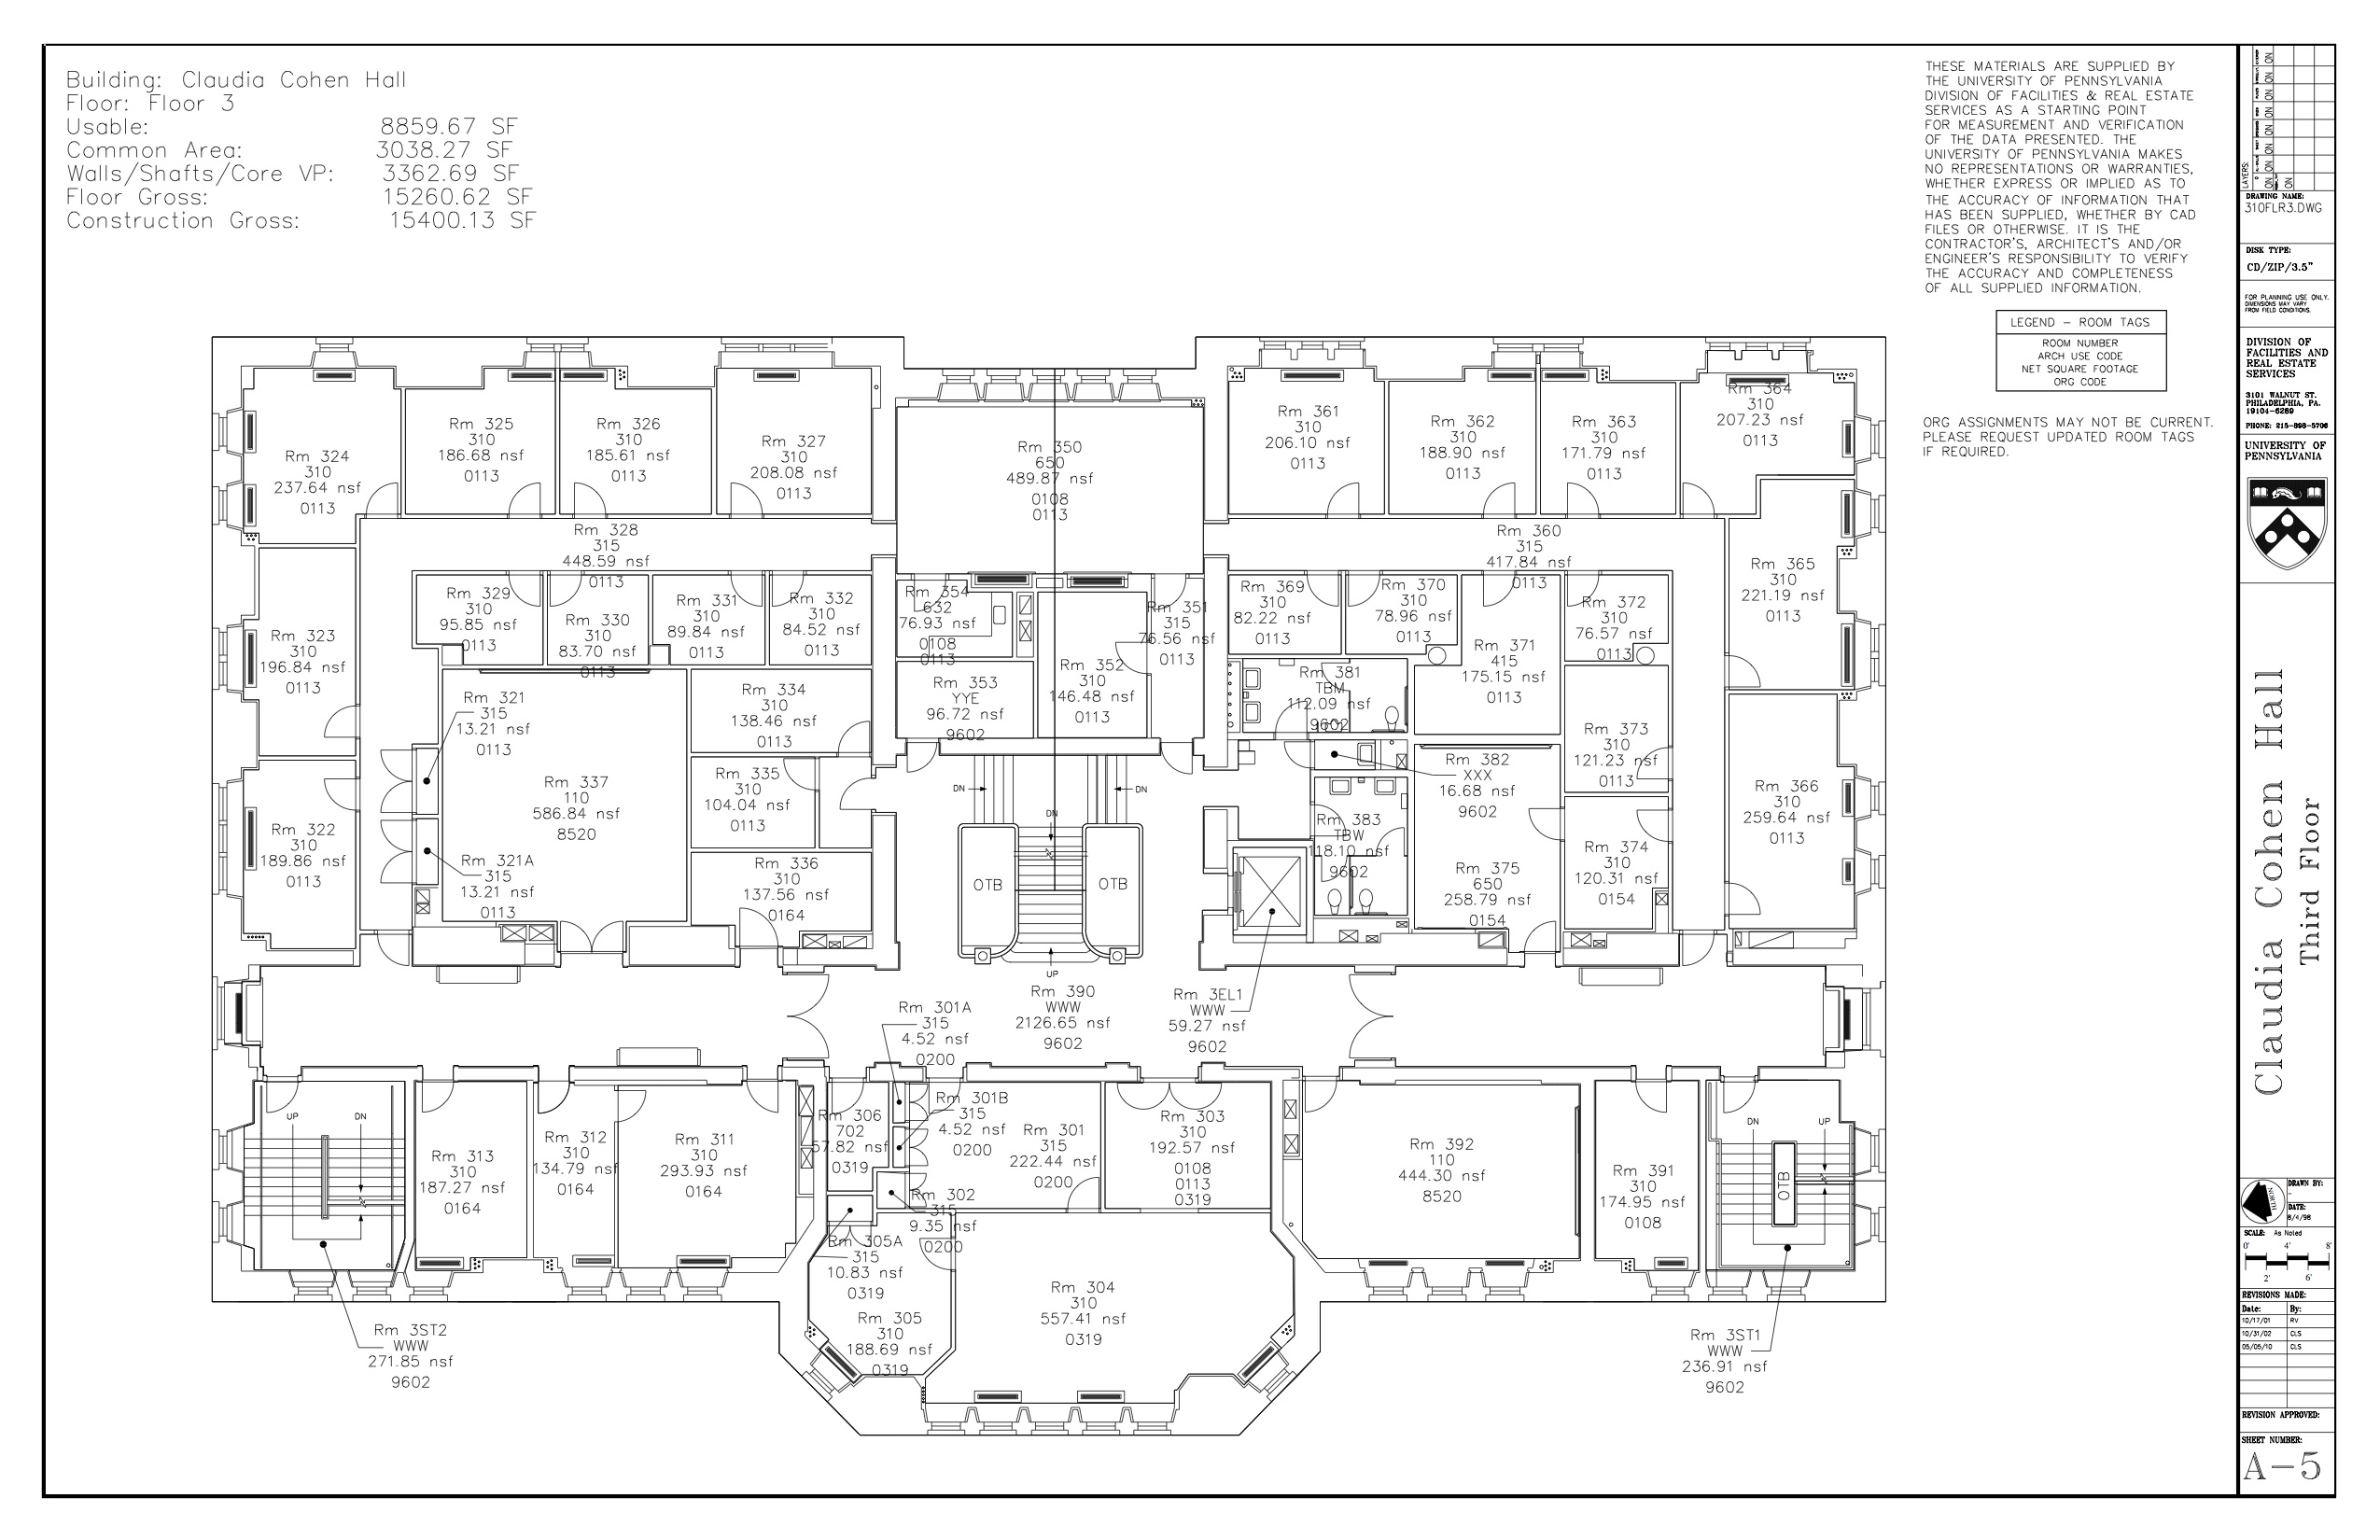 Building: Claudia Cohen Hall
Floor: Floor 3
Usable: 8859.67 SF
Common Area: 3038.27 SF
Walls/Shafts/Core VP: 3362.69 SF
Floor Gross: 15260.62 SF
Construction Gross: 15400.13 SF
THESE MATERIALS ARE SUPPLIED BY
THE UNIVERSITY OF PENNSYLVANIA
DIVISION OF FACILITIES & REAL ESTATE
SERVICES AS A STARTING POINT
FOR MEASUREMENT AND VERIFICATION
OF THE DATA PRESENTED. THE
UNIVERSITY OF PENNSYLVANIA MAKES
NO REPRESENTATIONS OR WARRANTIES,
WHETHER EXPRESS OR IMPLIED AS TO
THE ACCURACY OF INFORMATION THAT
HAS BEEN SUPPLIED, WHETHER BY CAD
FILES OR OTHERWISE. IT IS THE
CONTRACTOR'S, ARCHITECT'S AND/OR
ENGINEER'S RESPONSIBILITY TO VERIFY
THE ACCURACY AND COMPLETENESS
OF ALL SUPPLIED INFORMATION.
LEGEND - ROOM TAGS
ROOM NUMBER
ARCH USE CODE
NET SQUARE FOOTAGE
ORG CODE
ORG ASSIGNMENTS MAY NOT BE CURRENT.
PLEASE REQUEST UPDATED ROOM TAGS
IF REQUIRED.
Rm 324
310
237.64 nsf
0113
Rm 325
310
186.68 nsf
0113
Rm 326
310
185.61 nsf
0113
Rm 327
310
208.08 nsf
0113
Rm 350
650
489.87 nsf
0108
0113
Rm 361
310
206.10 nsf
0113
Rm 362
310
188.90 nsf
0113
Rm 363
310
171.79 nsf
0113
Rm 364
310
207.23 nsf
0113
Rm 328
315
448.59 nsf
0113
Rm 360
315
417.84 nsf
0113
Rm 323
310
196.84 nsf
0113
Rm 329
310
95.85 nsf
0113
Rm 330
310
83.70 nsf
0113
Rm 331
310
89.84 nsf
0113
Rm 332
310
84.52 nsf
0113
Rm 354
632
76.93 nsf
0108
0113
Rm 351
315
76.56 nsf
0113
Rm 352
310
146.48 nsf
0113
Rm 353
YYE
96.72 nsf
9602
Rm 369
310
82.22 nsf
0113
Rm 370
310
78.96 nsf
0113
Rm 371
415
175.15 nsf
0113
Rm 372
310
76.57 nsf
0113
Rm 365
310
221.19 nsf
0113
Rm 381
TBM
112.09 nsf
9602
Rm 321
315
13.21 nsf
0113
Rm 334
310
138.46 nsf
0113
Rm 337
110
586.84 nsf
8520
Rm 335
310
104.04 nsf
0113
Rm 322
310
189.86 nsf
0113
Rm 321A
315
13.21 nsf
0113
Rm 336
310
137.56 nsf
0164
DN
DN
DN
OTB
OTB
UP
Rm 382
XXX
16.68 nsf
9602
Rm 383
TBW
118.10 nsf
9602
Rm 373
310
121.23 nsf
0113
Rm 366
310
259.64 nsf
0113
Rm 375
650
258.79 nsf
0154
Rm 374
310
120.31 nsf
0154
Rm 390
WWW
2126.65 nsf
9602
Rm 3EL1
WWW
59.27 nsf
9602
Rm 301A
315
4.52 nsf
0200
UP
DN
Rm 313
310
187.27 nsf
0164
Rm 312
310
134.79 nsf
0164
Rm 311
310
293.93 nsf
0164
Rm 306
702
57.82 nsf
0319
Rm 301B
315
4.52 nsf
0200
Rm 301
315
222.44 nsf
0200
Rm 303
310
192.57 nsf
0108
0113
0319
Rm 302
315
9.35 nsf
0200
Rm 392
110
444.30 nsf
8520
Rm 391
310
174.95 nsf
0108
DN
UP
OTB
Rm 305A
315
10.83 nsf
0319
Rm 305
310
188.69 nsf
0319
Rm 304
310
557.41 nsf
0319
Rm 3ST2
WWW
271.85 nsf
9602
Rm 3ST1
WWW
236.91 nsf
9602
LAYERS:
ON ON ON ON ON ON
ON
DRAWING NAME:
310FLR3.DWG
DISK TYPE:
CD/ZIP/3.5"
FOR PLANNING USE ONLY.
DIMENSIONS MAY VARY
FROM FIELD CONDITIONS.
DIVISION OF
FACILITIES AND
REAL ESTATE
SERVICES
3101 WALNUT ST.
PHILADELPHIA, PA.
19104-6289
PHONE: 215-898-5706
UNIVERSITY OF
PENNSYLVANIA
Claudia Cohen Hall
Third Floor
NORTH
DRAWN BY:
-
DATE:
8/4/98
SCALE: As Noted
0' 4' 8'
2' 6'
REVISIONS MADE:
Date: By:
10/17/01 RV
10/31/02 CLS
05/05/10 CLS
REVISION APPROVED:
SHEET NUMBER:
A-5